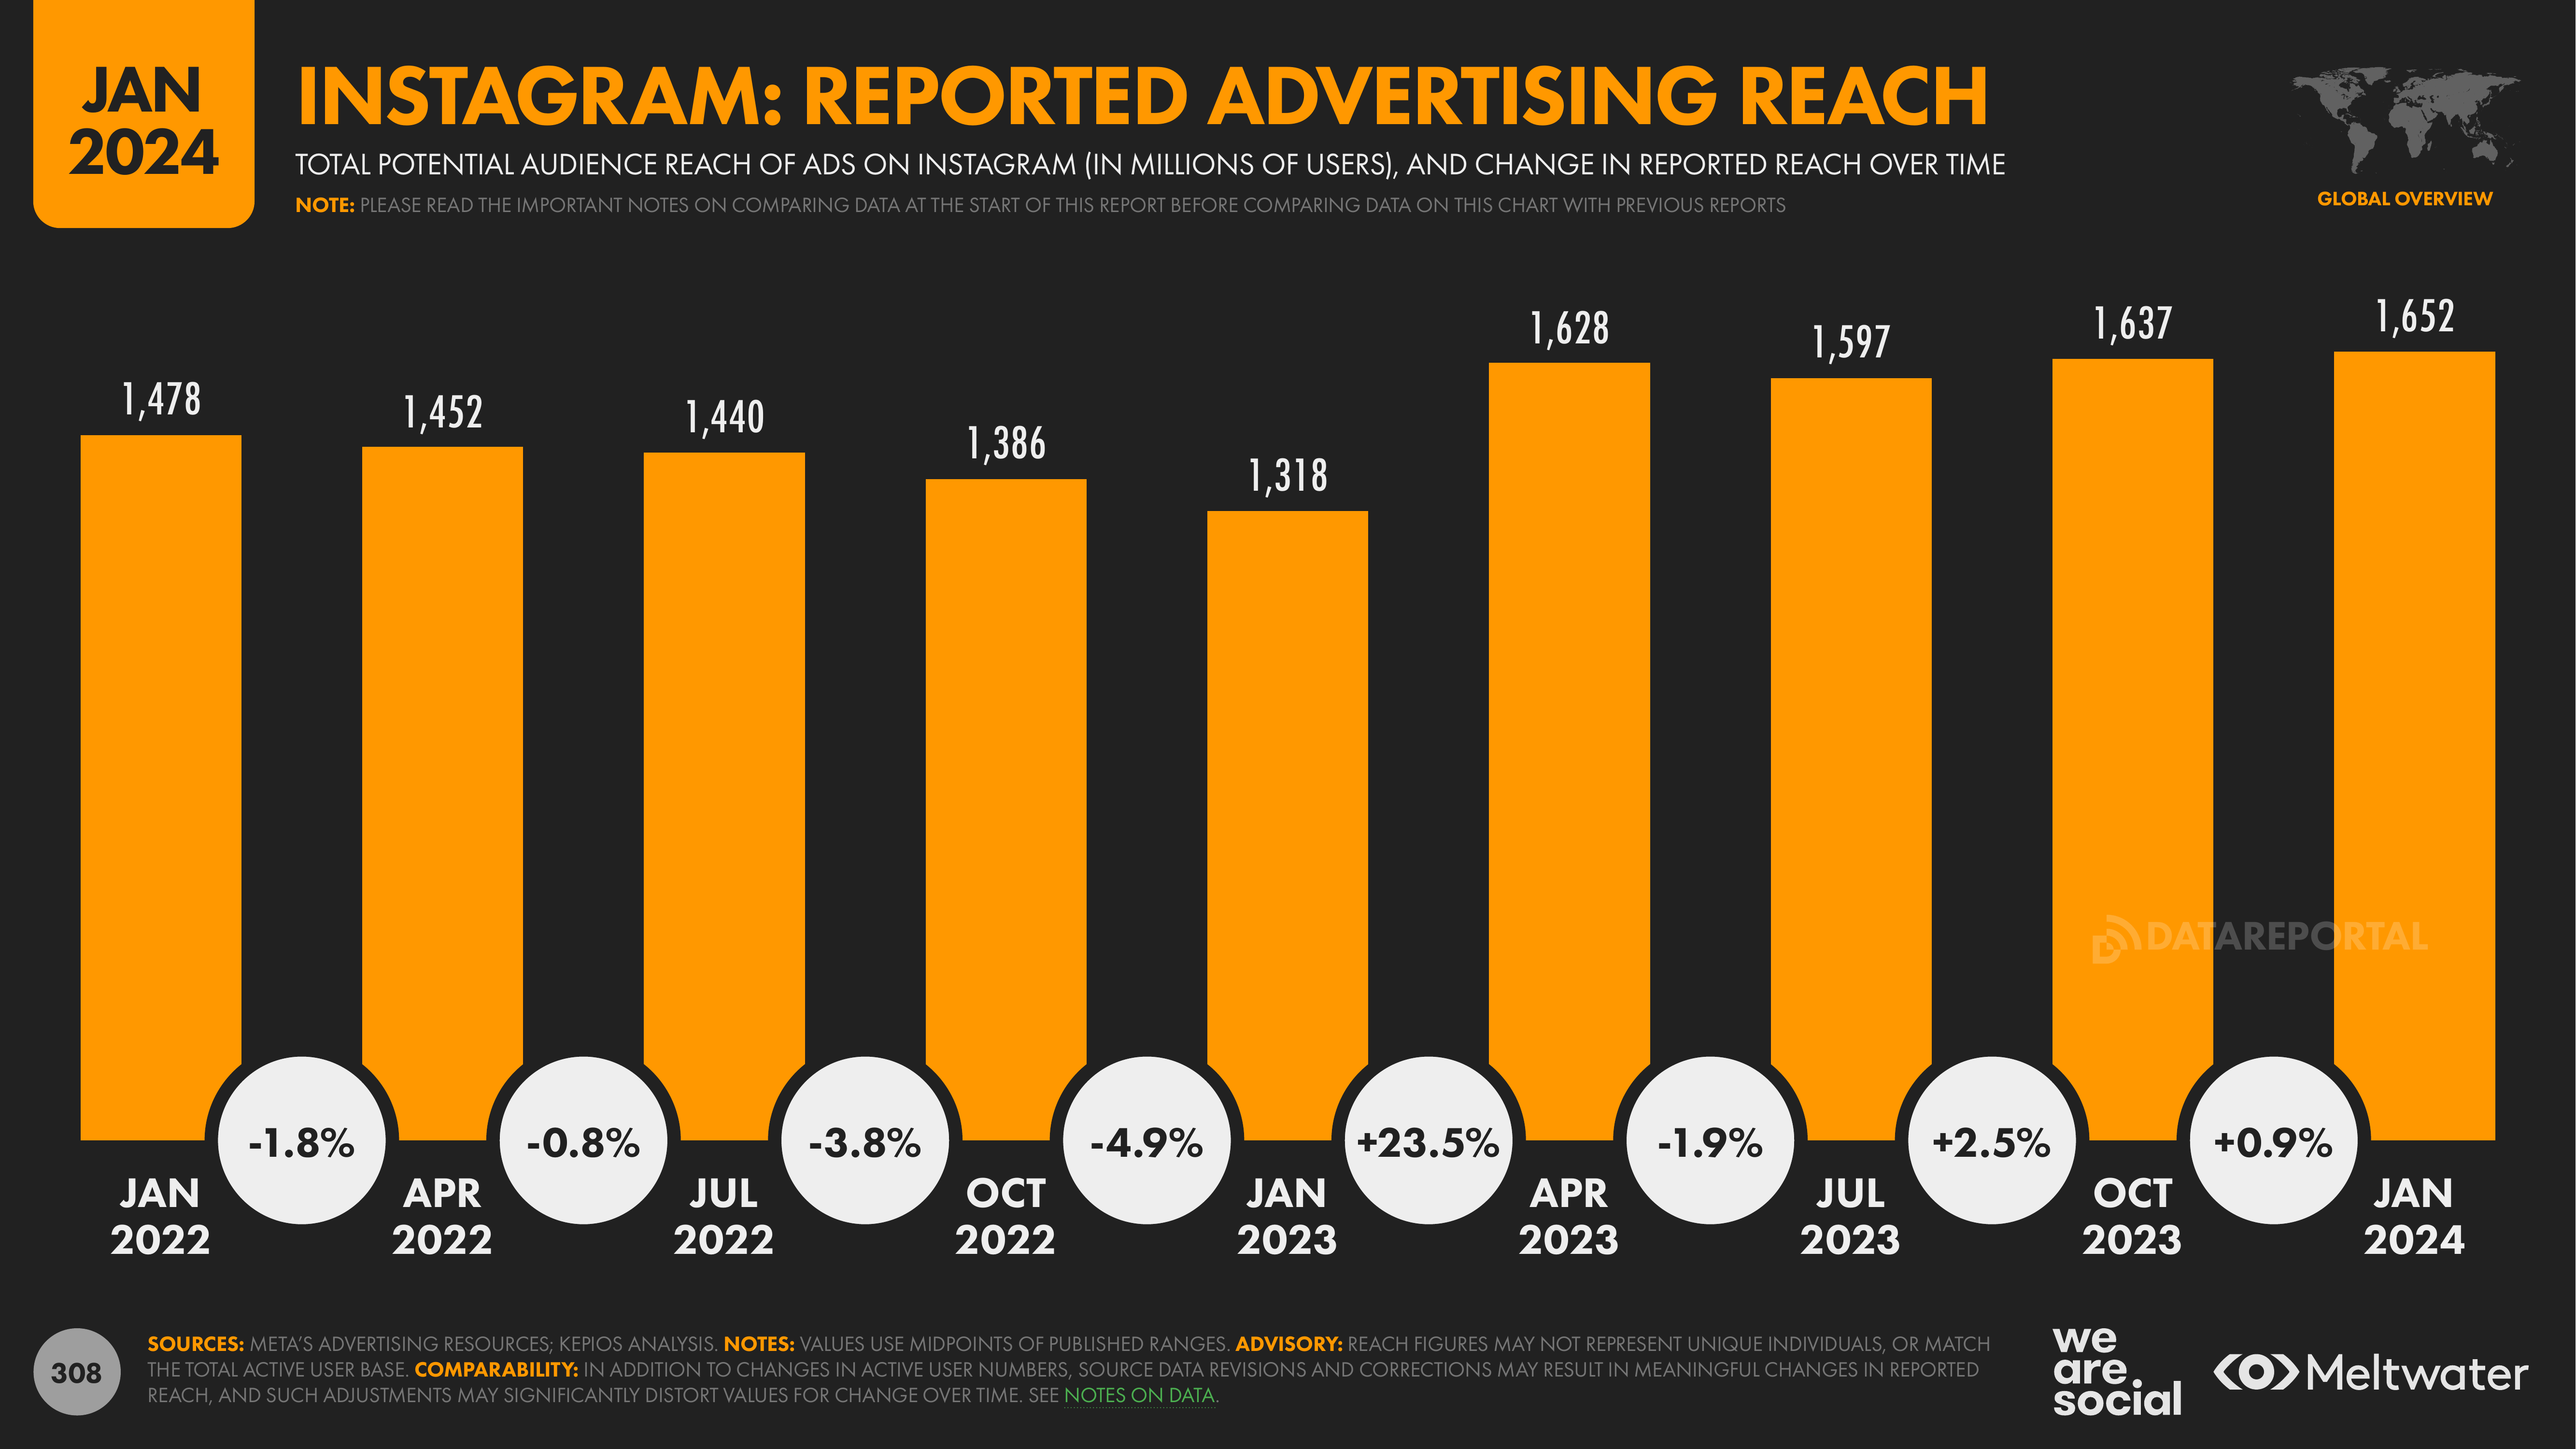 JAN
2024
INSTAGRAM: REPORTED ADVERTISING REACH
TOTAL POTENTIAL AUDIENCE REACH OF ADS ON INSTAGRAM (IN MILLIONS OF USERS), AND CHANGE IN REPORTED REACH OVER TIME
NOTE: PLEASE READ THE IMPORTANT NOTES ON COMPARING DATA AT THE START OF THIS REPORT BEFORE COMPARING DATA ON THIS CHART WITH PREVIOUS REPORTS
GLOBAL OVERVIEW
1,478
1,452
1,440
1,386
1,318
1,628
1,597
1,637
1,652
DATAREPORTAL
-1.8%
-0.8%
-3.8%
-4.9%
+23.5%
-1.9%
+2.5%
+0.9%
JAN
2022
APR
2022
JUL
2022
OCT
2022
JAN
2023
APR
2023
JUL
2023
OCT
2023
JAN
2024
308
SOURCES: META'S ADVERTISING RESOURCES; KEPIOS ANALYSIS. NOTES: VALUES USE MIDPOINTS OF PUBLISHED RANGES. ADVISORY: REACH FIGURES MAY NOT REPRESENT UNIQUE INDIVIDUALS, OR MATCH
THE TOTAL ACTIVE USER BASE. COMPARABILITY: IN ADDITION TO CHANGES IN ACTIVE USER NUMBERS, SOURCE DATA REVISIONS AND CORRECTIONS MAY RESULT IN MEANINGFUL CHANGES IN REPORTED
REACH, AND SUCH ADJUSTMENTS MAY SIGNIFICANTLY DISTORT VALUES FOR CHANGE OVER TIME. SEE NOTES ON DATA.
we
are
social
Meltwater